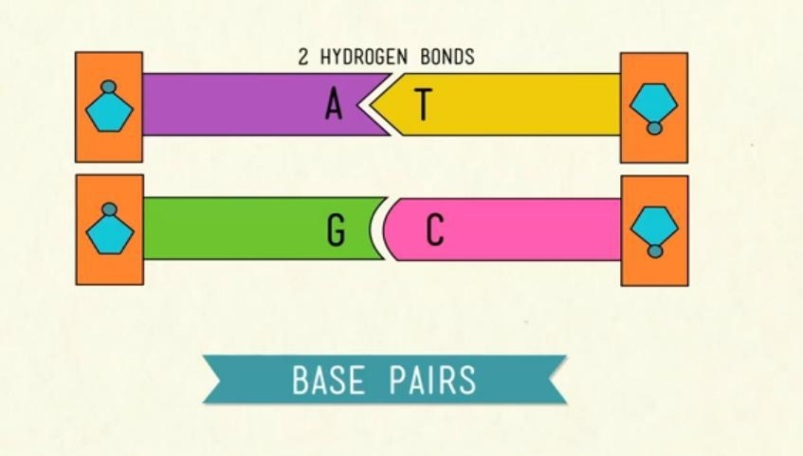 2 HYDROGEN BONDS
A T
G C
BASE PAIRS